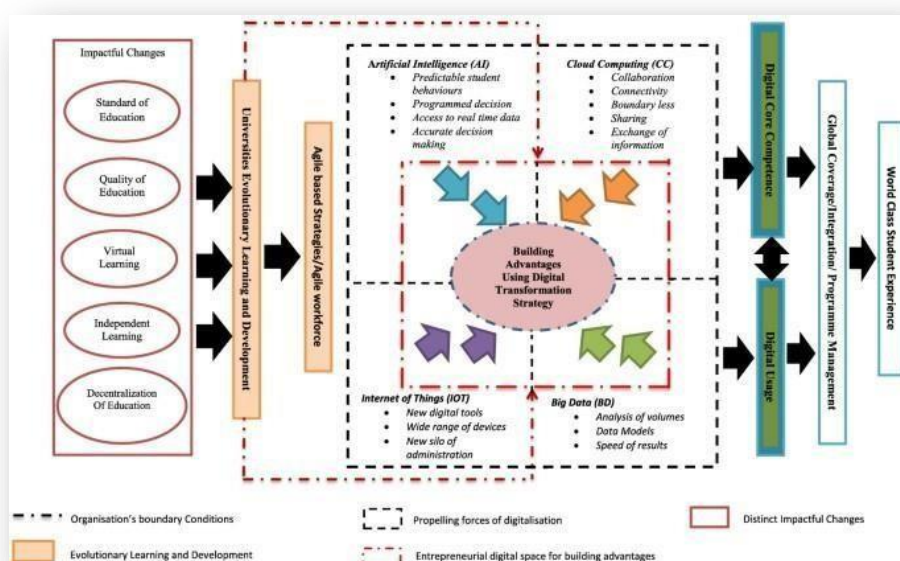 Impactful Changes
Standard of
Education
Quality of
Education
Virtual
Learning
Independent
Learning
Decentralization
Of Education
Universities Evolutionary Learning and Development
Agile based Strategies/Agile workforce
Artificial Intelligence (AI)
• Predictable student
behaviours
• Programmed decision
• Access to real time data
• Accurate decision
making
Cloud Computing (CC)
• Collaboration
• Connectivity
• Boundary less
• Sharing
• Exchange of
information
Building
Advantages
Using Digital
Transformation
Strategy
Internet of Things (IOT)
• New digital tools
• Wide range of devices
• New silo of
administration
Big Data (BD)
• Analysis of volumes
• Data Models
• Speed of results
Digital Core Competence
Digital Usage
Global Coverage/Integration/ Programme Management
World Class Student Experience
Organisation's boundary Conditions
Propelling forces of digitalisation
Distinct Impactful Changes
Evolutionary Learning and Development
Entrepreneurial digital space for building advantages